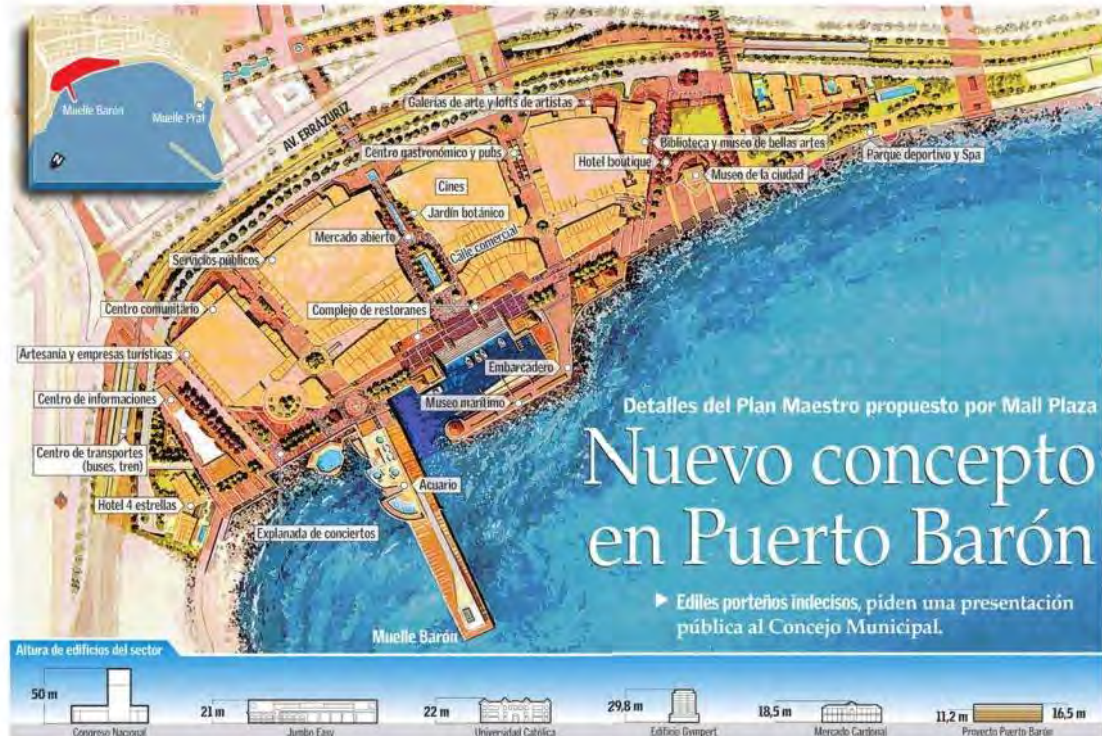 Muelle Barón
Muelle Prat
N
AV. ERRÁZURIZ
AV. FRANCIA
Galerías de arte y lofts de artistas
Centro gastronómico y pubs
Biblioteca y museo de bellas artes
Hotel boutique
Parque deportivo y Spa
Museo de la ciudad
Cines
Jardín botánico
Mercado abierto
Calle comercial
Servicios públicos
Centro comunitario
Complejo de restoranes
Artesanía y empresas turísticas
Embarcadero
Centro de informaciones
Museo marítimo
Centro de transportes
(buses, tren)
Acuario
Hotel 4 estrellas
Explanada de conciertos
Muelle Barón
Detalles del Plan Maestro propuesto por Mall Plaza
Nuevo concepto
en Puerto Barón
Ediles porteños indecisos, piden una presentación
pública al Concejo Municipal.
Altura de edificios del sector
50 m
Congreso Nacional
21 m
Jumbo Easy
22 m
Universidad Católica
29,8 m
Edificio Gympert
18,5 m
Mercado Cardonal
11,2 m
16,5 m
Proyecto Puerto Barón